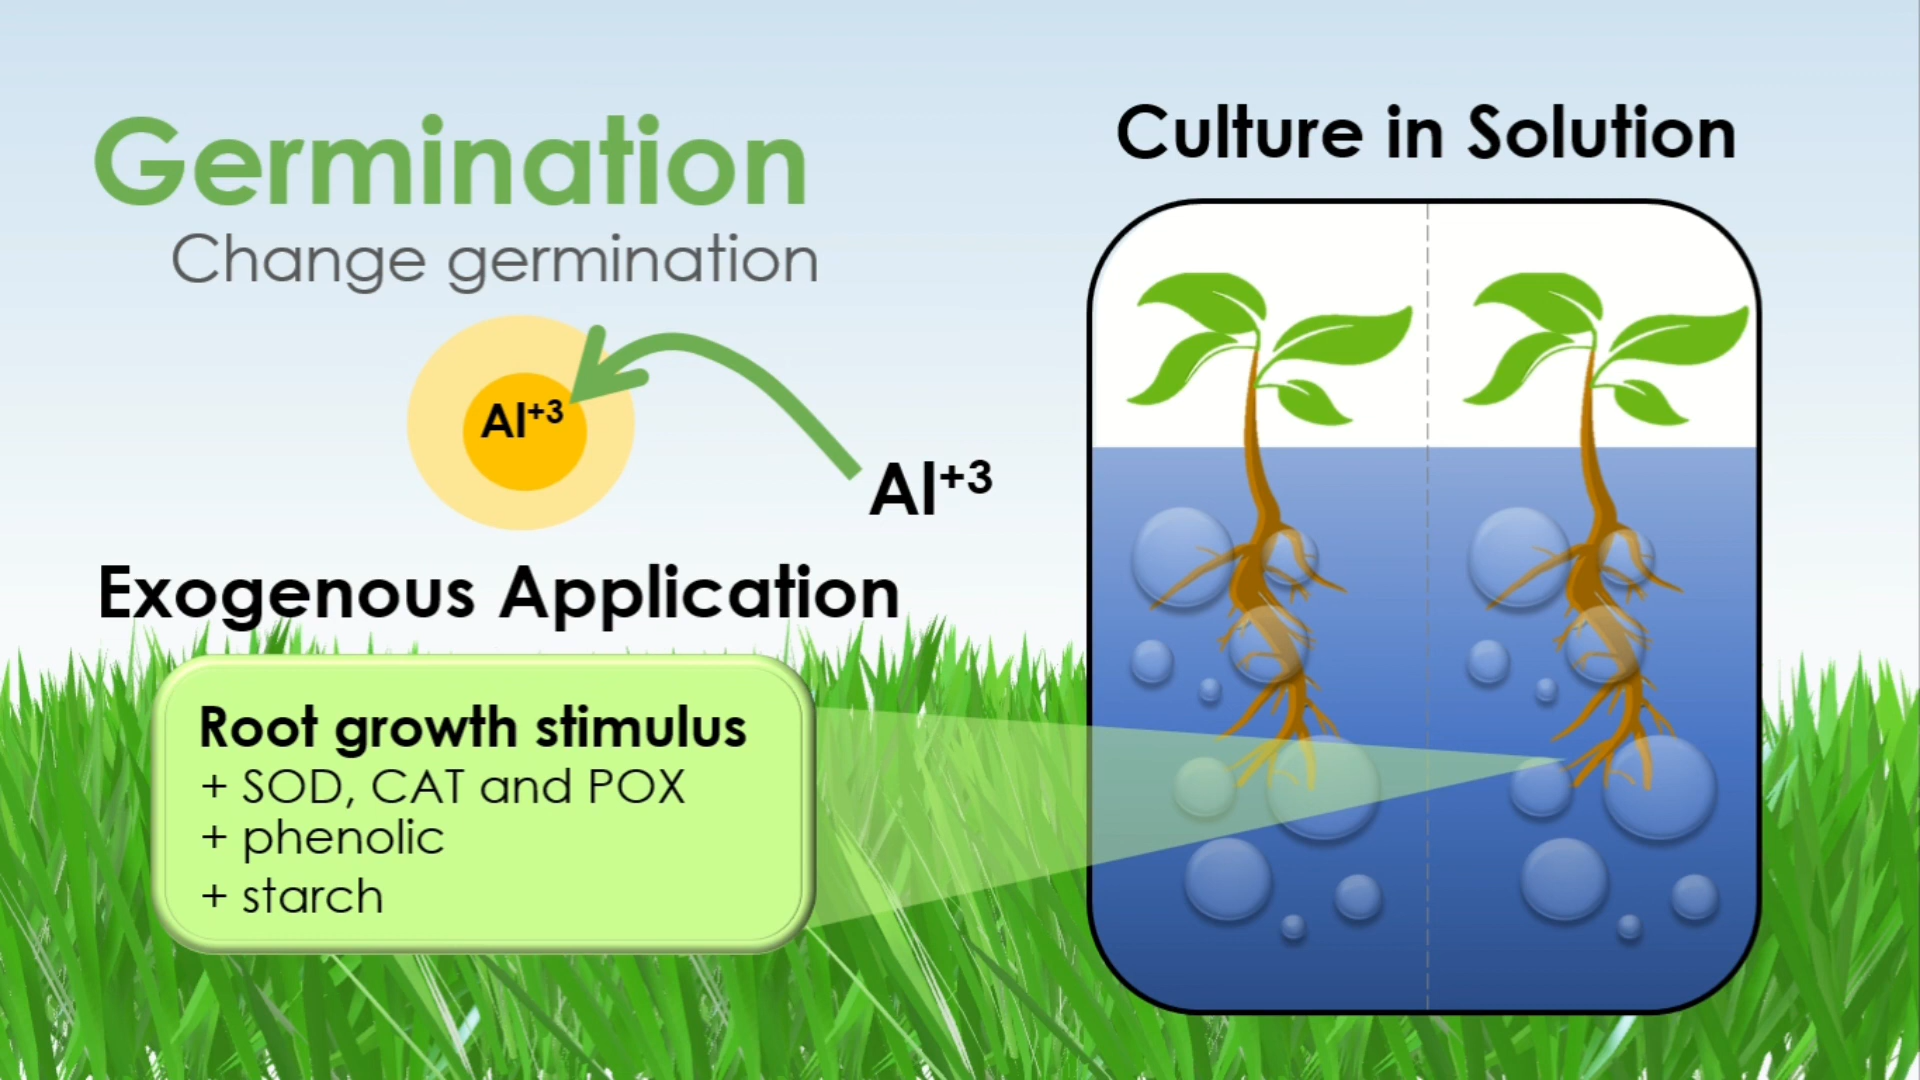 Germination
Change germination
Al+3
Al+3
Exogenous Application
Root growth stimulus
+ SOD, CAT and POX
+ phenolic
+ starch
Culture in Solution